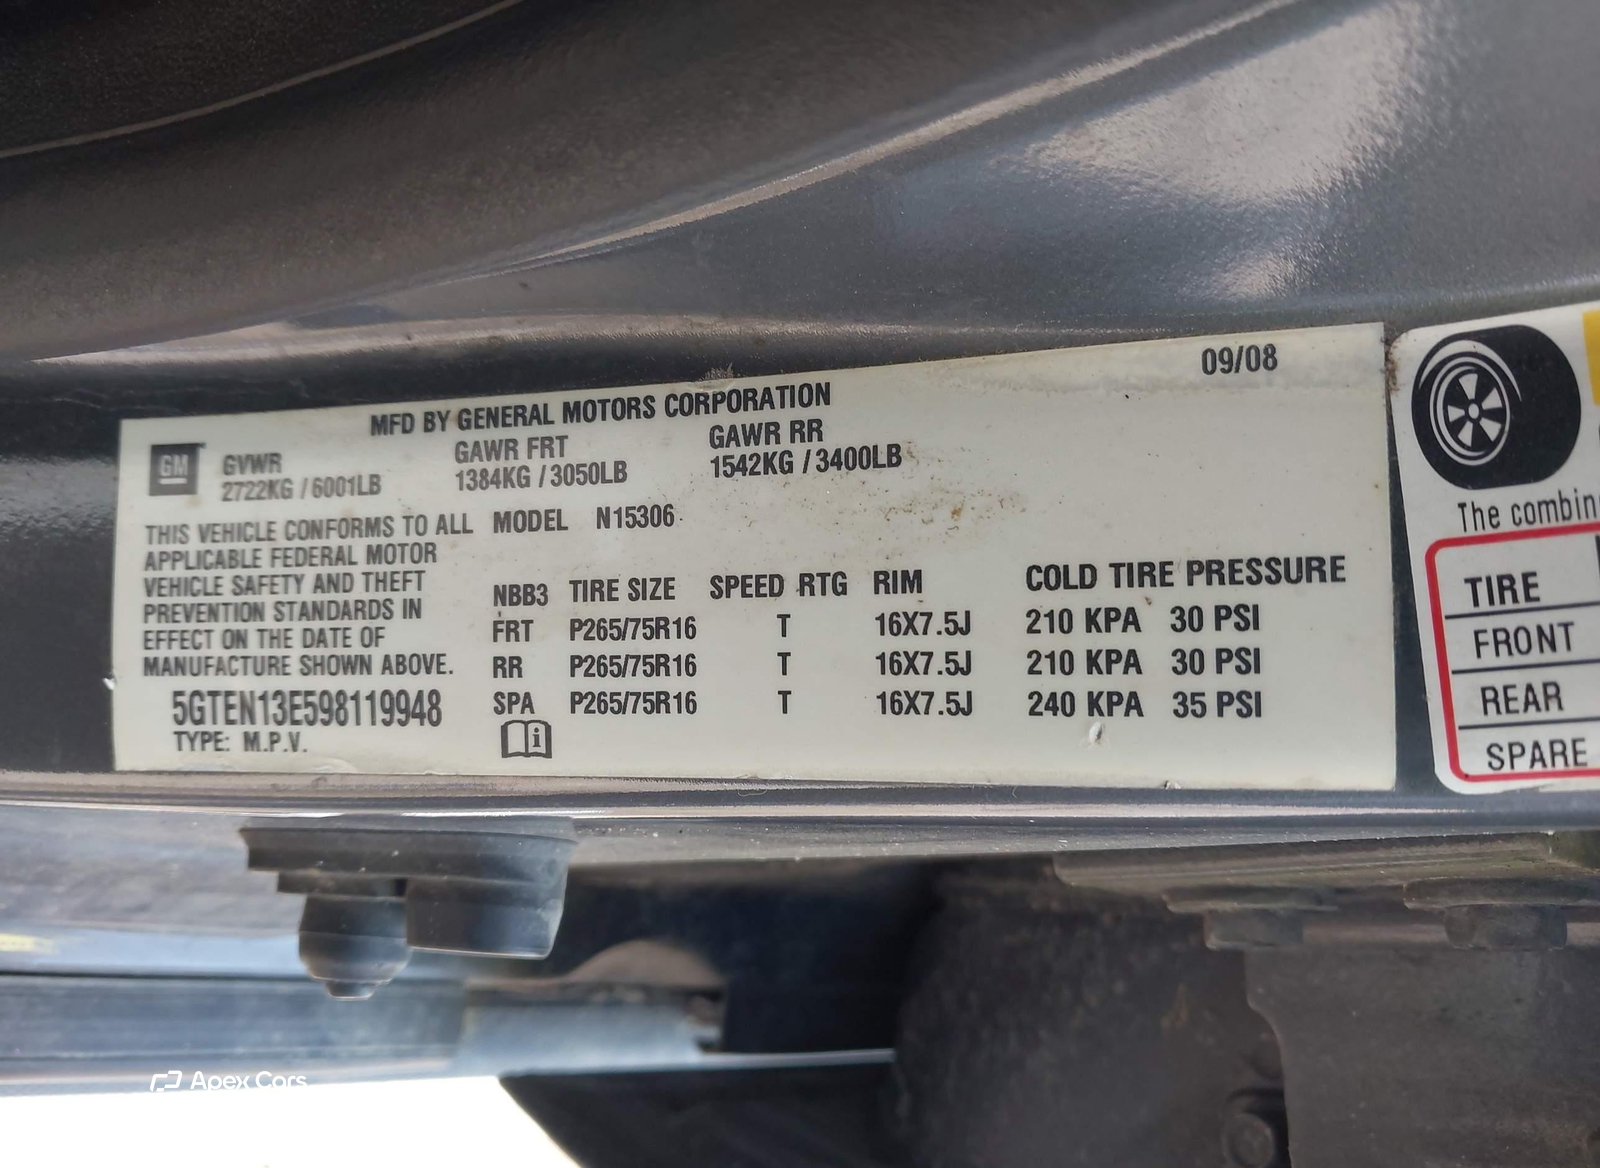 09/08
MFD BY GENERAL MOTORS CORPORATION
GM
GVWR GAWR FRT GAWR RR
2722KG / 6001LB 1384KG / 3050LB 1542KG / 3400LB
THIS VEHICLE CONFORMS TO ALL
APPLICABLE FEDERAL MOTOR
VEHICLE SAFETY AND THEFT
PREVENTION STANDARDS IN
EFFECT ON THE DATE OF
MANUFACTURE SHOWN ABOVE.
5GTEN13E598119948
TYPE: M.P.V.
MODEL N15306
NBB3 TIRE SIZE SPEED RTG RIM COLD TIRE PRESSURE
FRT P265/75R16 T 16X7.5J 210 KPA 30 PSI
RR P265/75R16 T 16X7.5J 210 KPA 30 PSI
SPA P265/75R16 T 16X7.5J 240 KPA 35 PSI
i
The
TIRE
FRONT
REAR
SPARE
Apex Cars